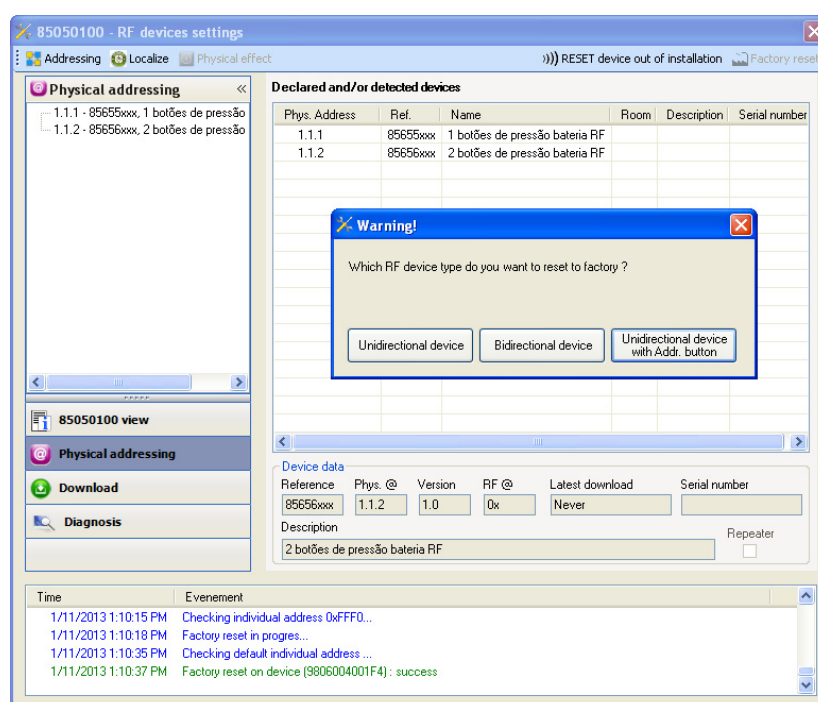 85050100 - RF devices settings
Addressing Localize Physical effect RESET device out of installation Factory reset
Physical addressing
1.1.1 - 85655xxx, 1 botões de pressão
1.1.2 - 85656xxx, 2 botões de pressão
Declared and/or detected devices
Phys. Address Ref. Name Room Description Serial number
1.1.1 85655xxx 1 botões de pressão bateria RF
1.1.2 85656xxx 2 botões de pressão bateria RF
Warning!
Which RF device type do you want to reset to factory ?
Unidirectional device Bidirectional device Unidirectional device
with Addr. button
85050100 view
Physical addressing
Download
Diagnosis
Device data
Reference Phys. @ Version RF @ Latest download Serial number
85656xxx 1.1.2 1.0 0x Never
Description
Repeater
2 botões de pressão bateria RF
Time Evenement
1/11/2013 1:10:15 PM Checking individual address 0xFFF0...
1/11/2013 1:10:18 PM Factory reset in progres...
1/11/2013 1:10:35 PM Checking default individual address ...
1/11/2013 1:10:37 PM Factory reset on device (9806004001F4) : success